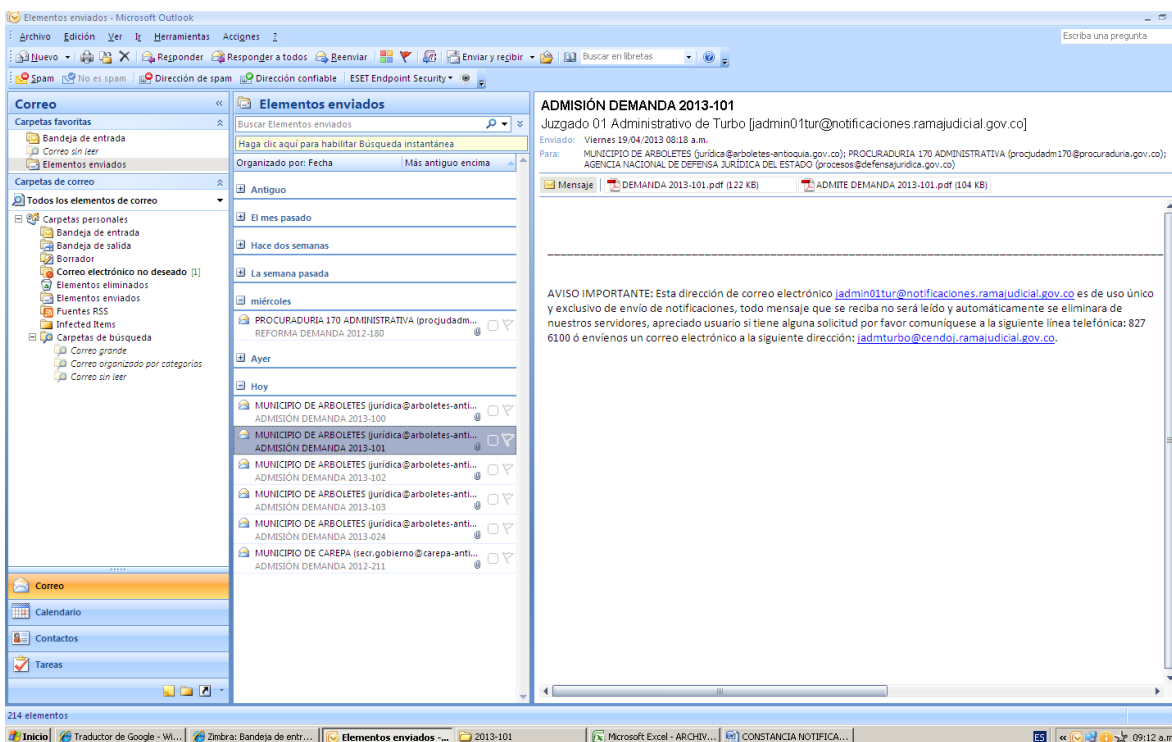 Elementos enviados - Microsoft Outlook
Archivo Edición Ver Ir Herramientas Acciones ?
Escriba una pregunta
Nuevo Responder Responder a todos Reenviar Enviar y recibir Buscar en libretas
Spam No es spam Dirección de spam Dirección confiable ESET Endpoint Security
Correo
Carpetas favoritas
Bandeja de entrada
Correo sin leer
Elementos enviados
Carpetas de correo
Todos los elementos de correo
Carpetas personales
Bandeja de entrada
Bandeja de salida
Borrador
Correo electrónico no deseado [1]
Elementos eliminados
Elementos enviados
Fuentes RSS
Infected Items
Carpetas de búsqueda
Correo grande
Correo organizado por categorías
Correo sin leer
Correo
Calendario
Contactos
Tareas
Elementos enviados
Buscar Elementos enviados
Haga clic aquí para habilitar Búsqueda instantánea
Organizado por: Fecha Más antiguo encima
Antiguo
El mes pasado
Hace dos semanas
La semana pasada
miércoles
PROCURADURIA 170 ADMINISTRATIVA (procjudadm...
REFORMA DEMANDA 2012-180
Ayer
Hoy
MUNICIPIO DE ARBOLETES (jurídica@arboletes-anti...
ADMISIÓN DEMANDA 2013-100
MUNICIPIO DE ARBOLETES (jurídica@arboletes-anti...
ADMISIÓN DEMANDA 2013-101
MUNICIPIO DE ARBOLETES (jurídica@arboletes-anti...
ADMISIÓN DEMANDA 2013-102
MUNICIPIO DE ARBOLETES (jurídica@arboletes-anti...
ADMISIÓN DEMANDA 2013-103
MUNICIPIO DE ARBOLETES (jurídica@arboletes-anti...
ADMISIÓN DEMANDA 2013-024
MUNICIPIO DE CAREPA (secr.gobierno@carepa-anti...
ADMISIÓN DEMANDA 2012-211
ADMISIÓN DEMANDA 2013-101
Juzgado 01 Administrativo de Turbo [jadmin01tur@notificaciones.ramajudicial.gov.co]
Enviado: Viernes 19/04/2013 08:18 a.m.
Para: MUNICIPIO DE ARBOLETES (jurídica@arboletes-antioquia.gov.co); PROCURADURIA 170 ADMINISTRATIVA (procjudadm170@procuraduria.gov.co);
AGENCIA NACIONAL DE DEFENSA JURÍDICA DEL ESTADO (procesos@defensajuridica.gov.co)
Mensaje DEMANDA 2013-101.pdf (122 KB) ADMITE DEMANDA 2013-101.pdf (104 KB)
AVISO IMPORTANTE: Esta dirección de correo electrónico jadmin01tur@notificaciones.ramajudicial.gov.co es de uso único
y exclusivo de envío de notificaciones, todo mensaje que se reciba no será leído y automáticamente se eliminara de
nuestros servidores, apreciado usuario si tiene alguna solicitud por favor comuníquese a la siguiente línea telefónica: 827
6100 ó envíenos un correo electrónico a la siguiente dirección: jadmturbo@cendoj.ramajudicial.gov.co.
214 elementos
Inicio Traductor de Google - Wi... Zimbra: Bandeja de entr... Elementos enviados -... 2013-101 Microsoft Excel - ARCHIV... CONSTANCIA NOTIFICA... ES 09:12 a.m.